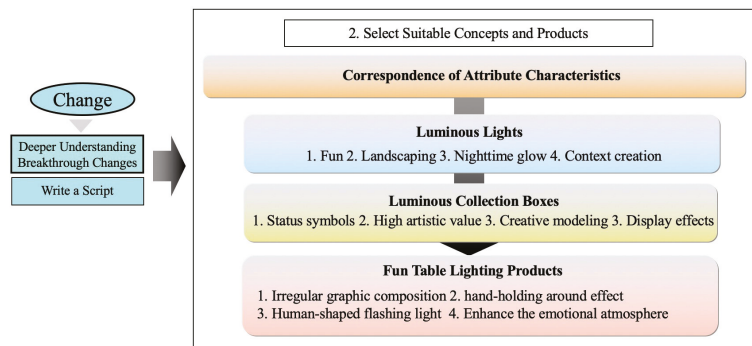 Change
Deeper Understanding
Breakthrough Changes
Write a Script
2. Select Suitable Concepts and Products
Correspondence of Attribute Characteristics
Luminous Lights
1. Fun 2. Landscaping 3. Nighttime glow 4. Context creation
Luminous Collection Boxes
1. Status symbols 2. High artistic value 3. Creative modeling 3. Display effects
Fun Table Lighting Products
1. Irregular graphic composition 2. hand-holding around effect
3. Human-shaped flashing light 4. Enhance the emotional atmosphere